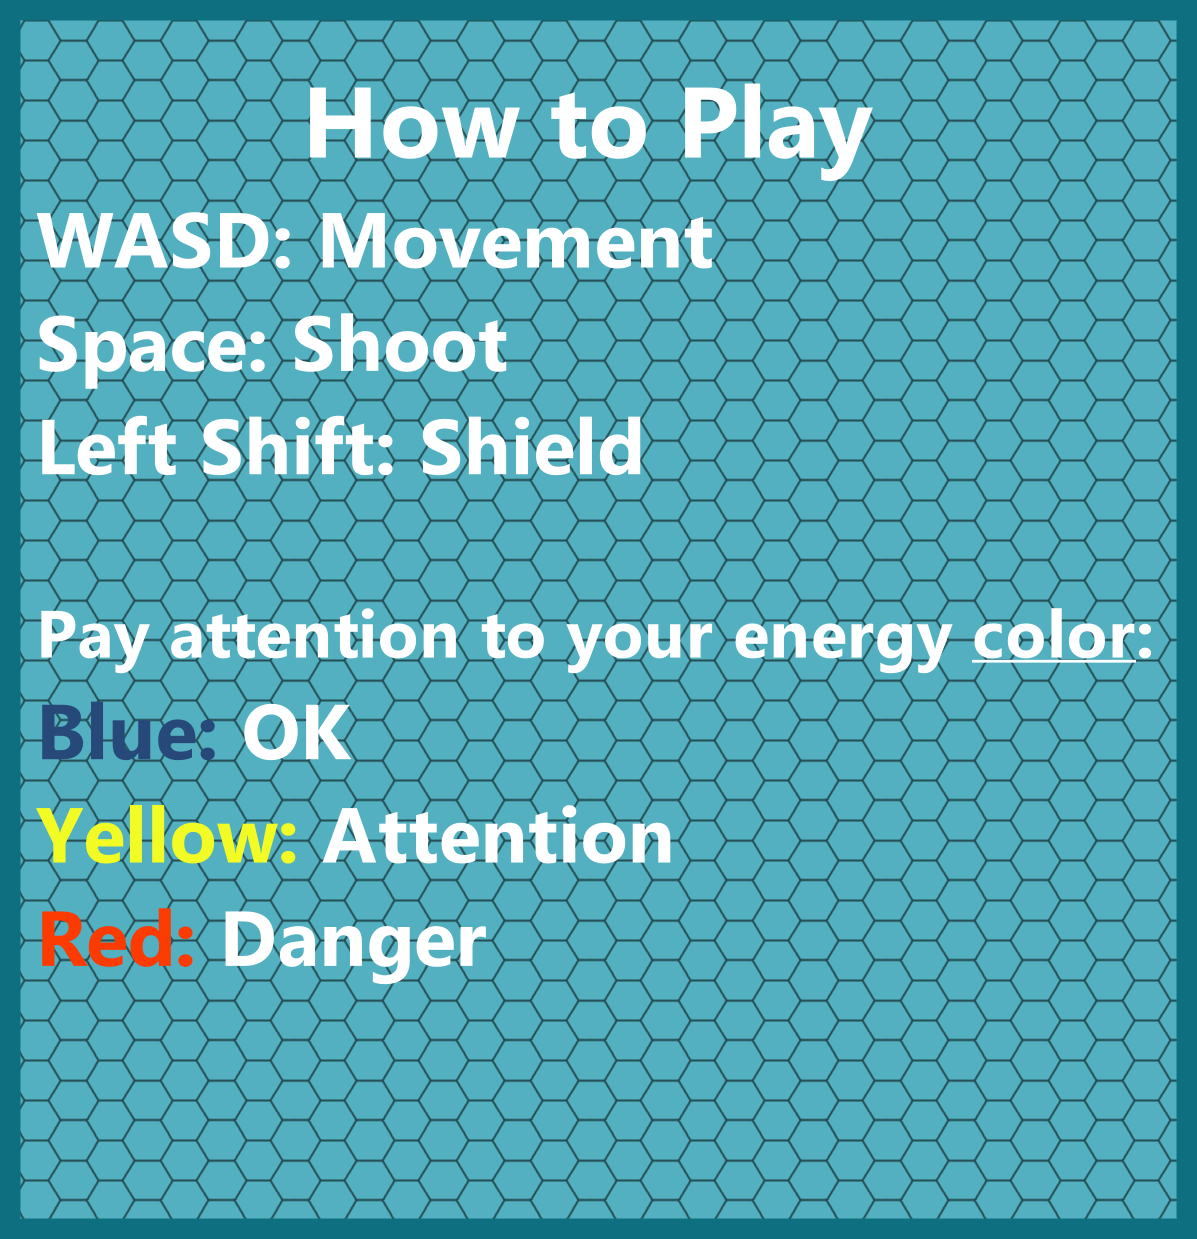 How to Play
WASD: Movement
Space: Shoot
Left Shift: Shield
Pay attention to your energy color:
Blue: OK
Yellow: Attention
Red: Danger